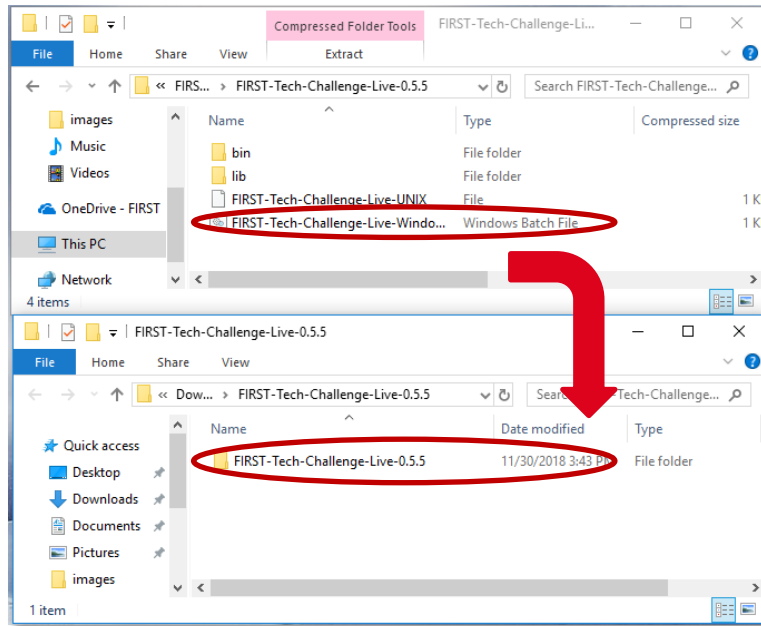 Compressed Folder Tools FIRST-Tech-Challenge-Li...
File Home Share View Extract
« FIRS... › FIRST-Tech-Challenge-Live-0.5.5 Search FIRST-Tech-Challenge...
images
Music
Videos
OneDrive - FIRST
This PC
Network
Name Type Compressed size
bin File folder
lib File folder
FIRST-Tech-Challenge-Live-UNIX File 1 K
FIRST-Tech-Challenge-Live-Windo... Windows Batch File 1 K
4 items
FIRST-Tech-Challenge-Live-0.5.5
File Home Share View
« Dow... › FIRST-Tech-Challenge-Live-0.5.5 Tech-Challenge...
Quick access
Desktop
Downloads
Documents
Pictures
images
Name Date modified Type
FIRST-Tech-Challenge-Live-0.5.5 11/30/2018 3:43 File folder
1 item